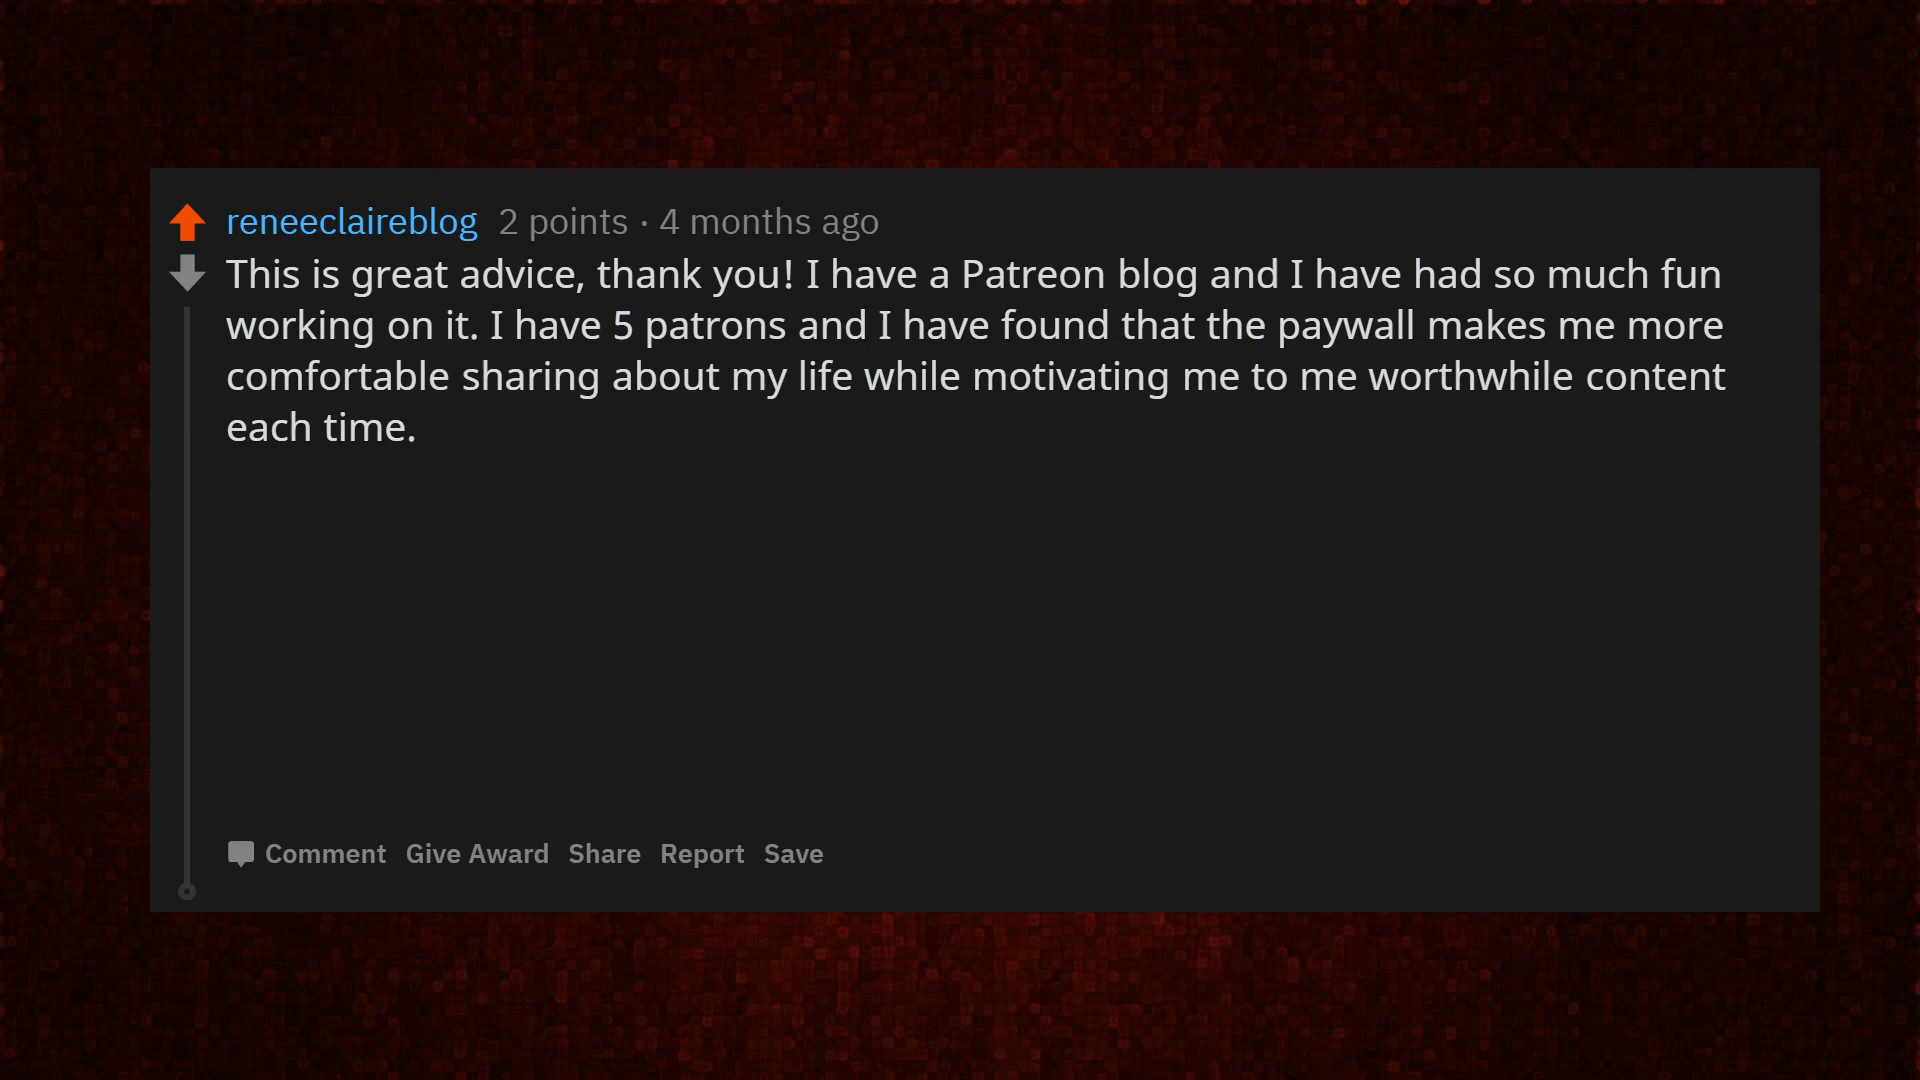 reneeclaireblog 2 points · 4 months ago
This is great advice, thank you! I have a Patreon blog and I have had so much fun
working on it. I have 5 patrons and I have found that the paywall makes me more
comfortable sharing about my life while motivating me to me worthwhile content
each time.
Comment Give Award Share Report Save